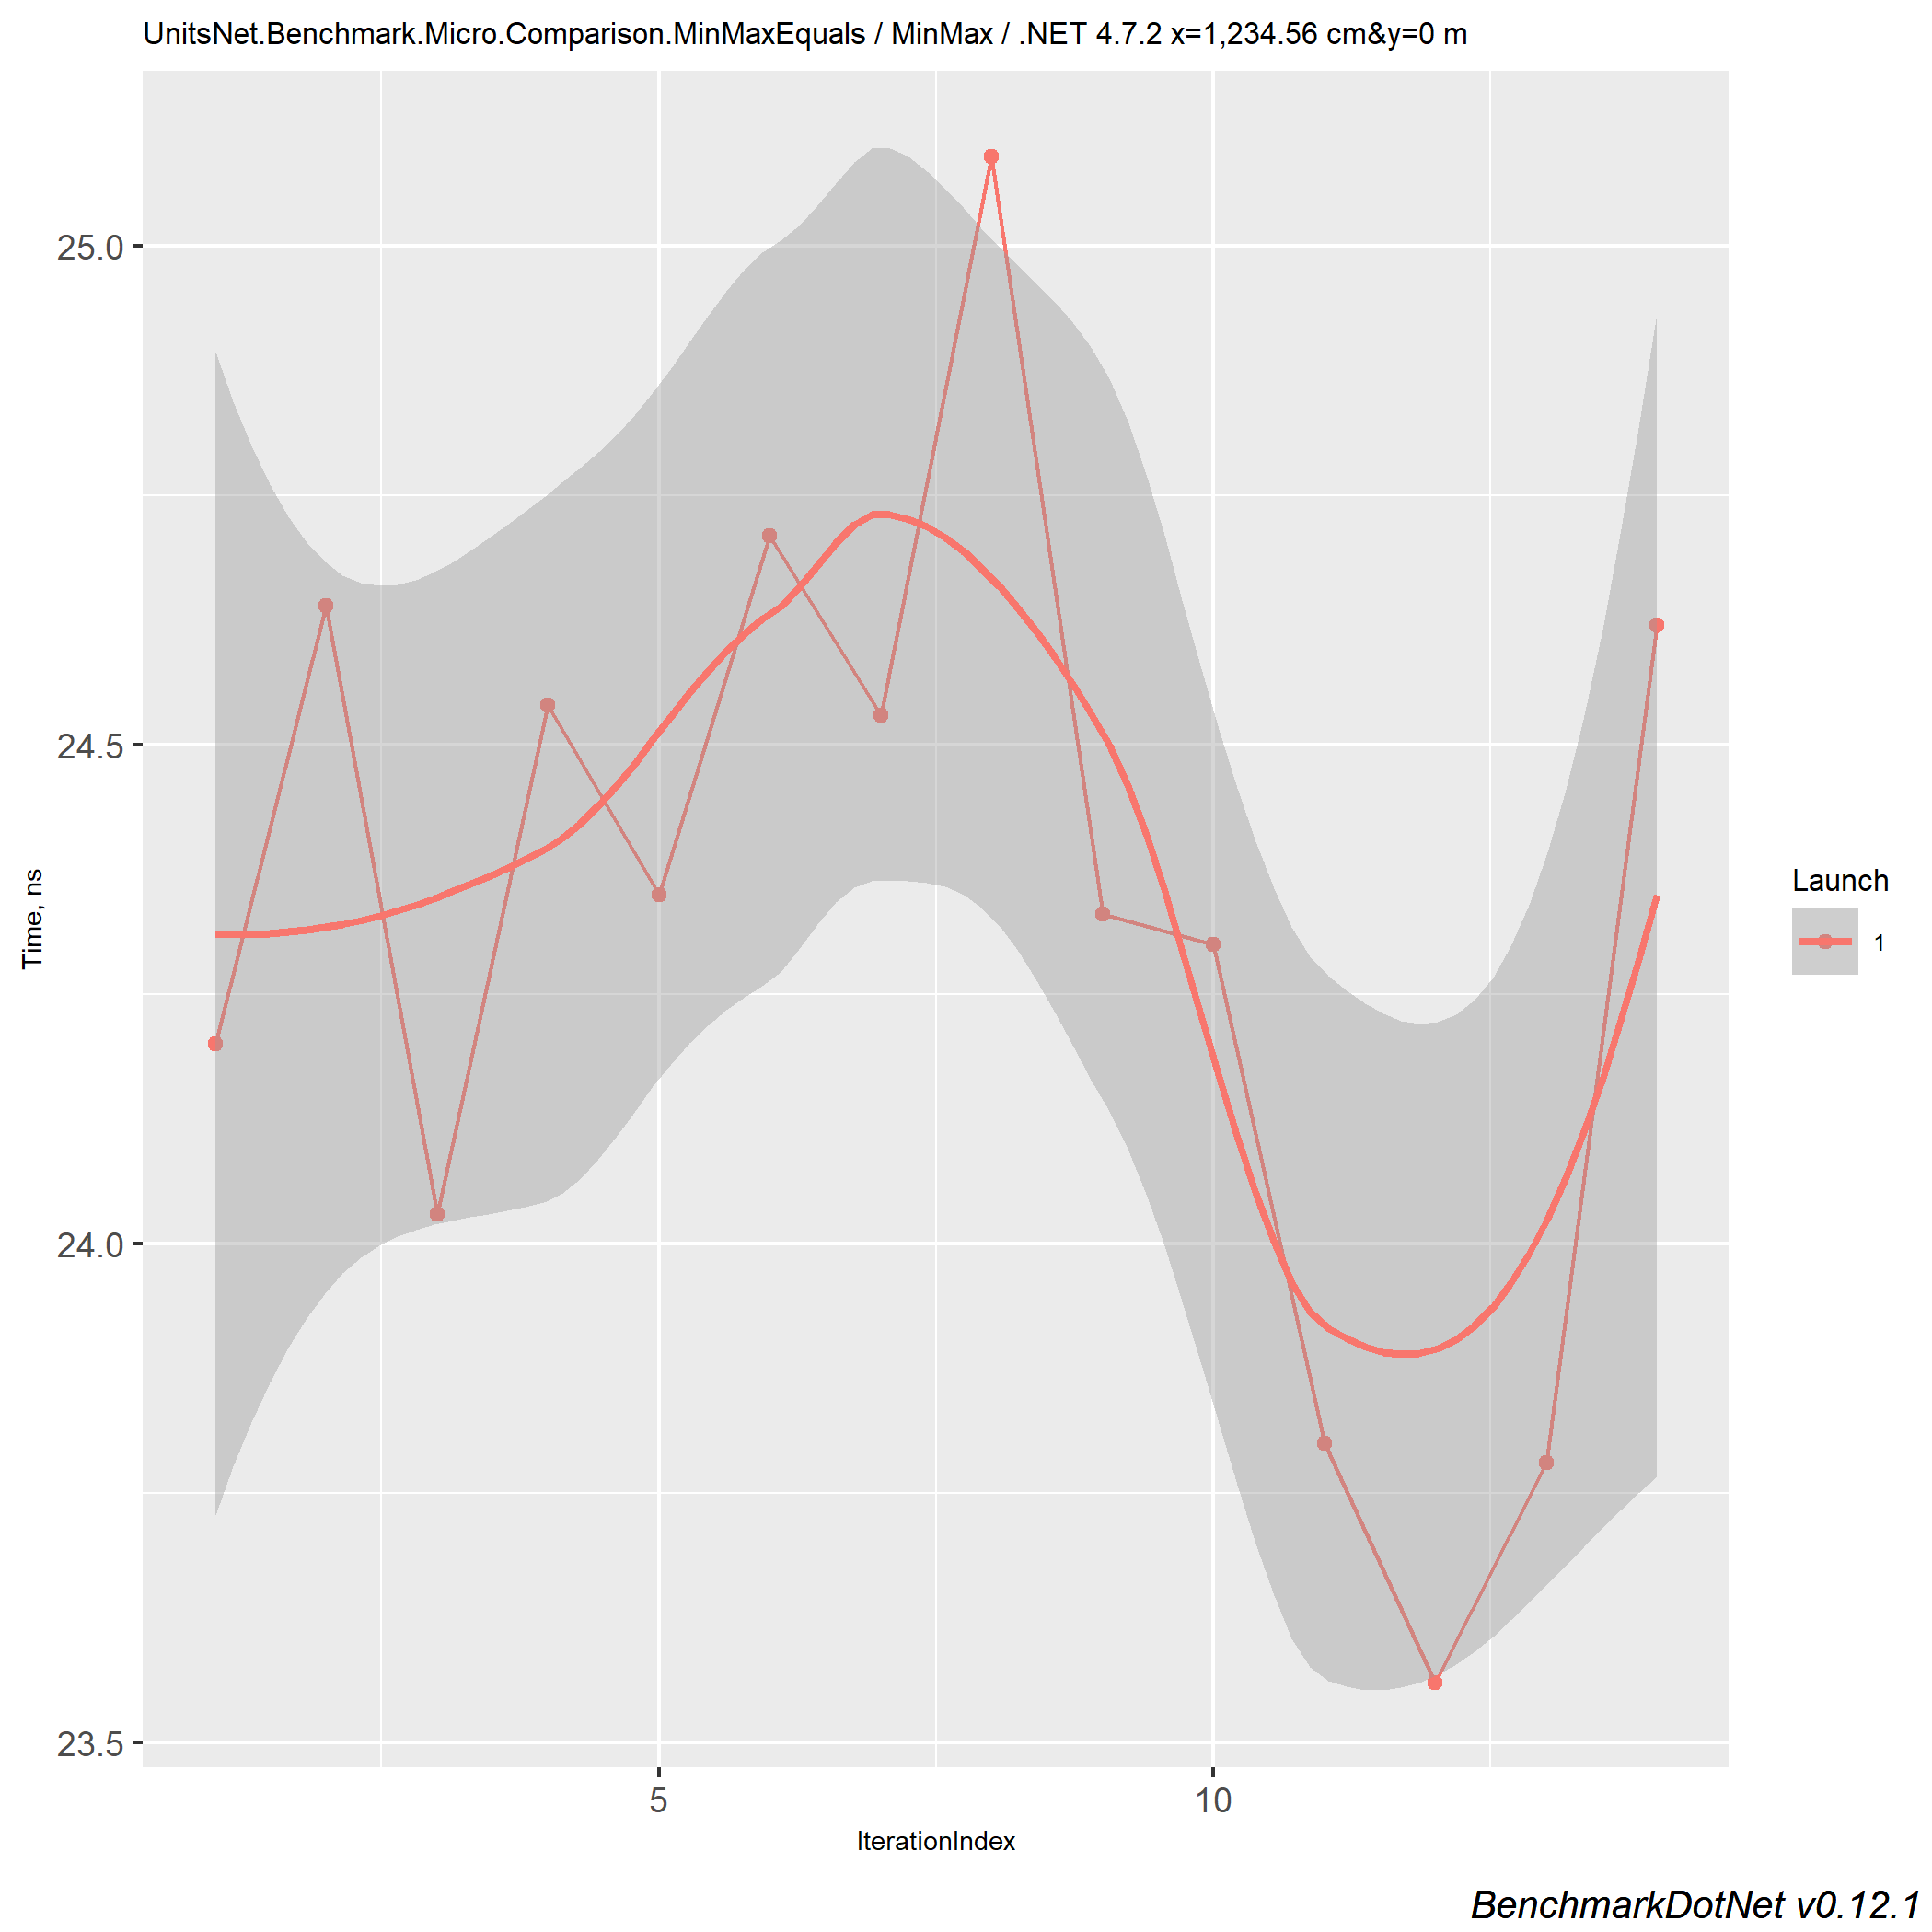 UnitsNet.Benchmark.Micro.Comparison.MinMaxEquals / MinMax / .NET 4.7.2 x=1,234.56 cm&y=0 m
25.0
24.5
24.0
23.5
Time, ns
5
10
IterationIndex
Launch
1
BenchmarkDotNet v0.12.1